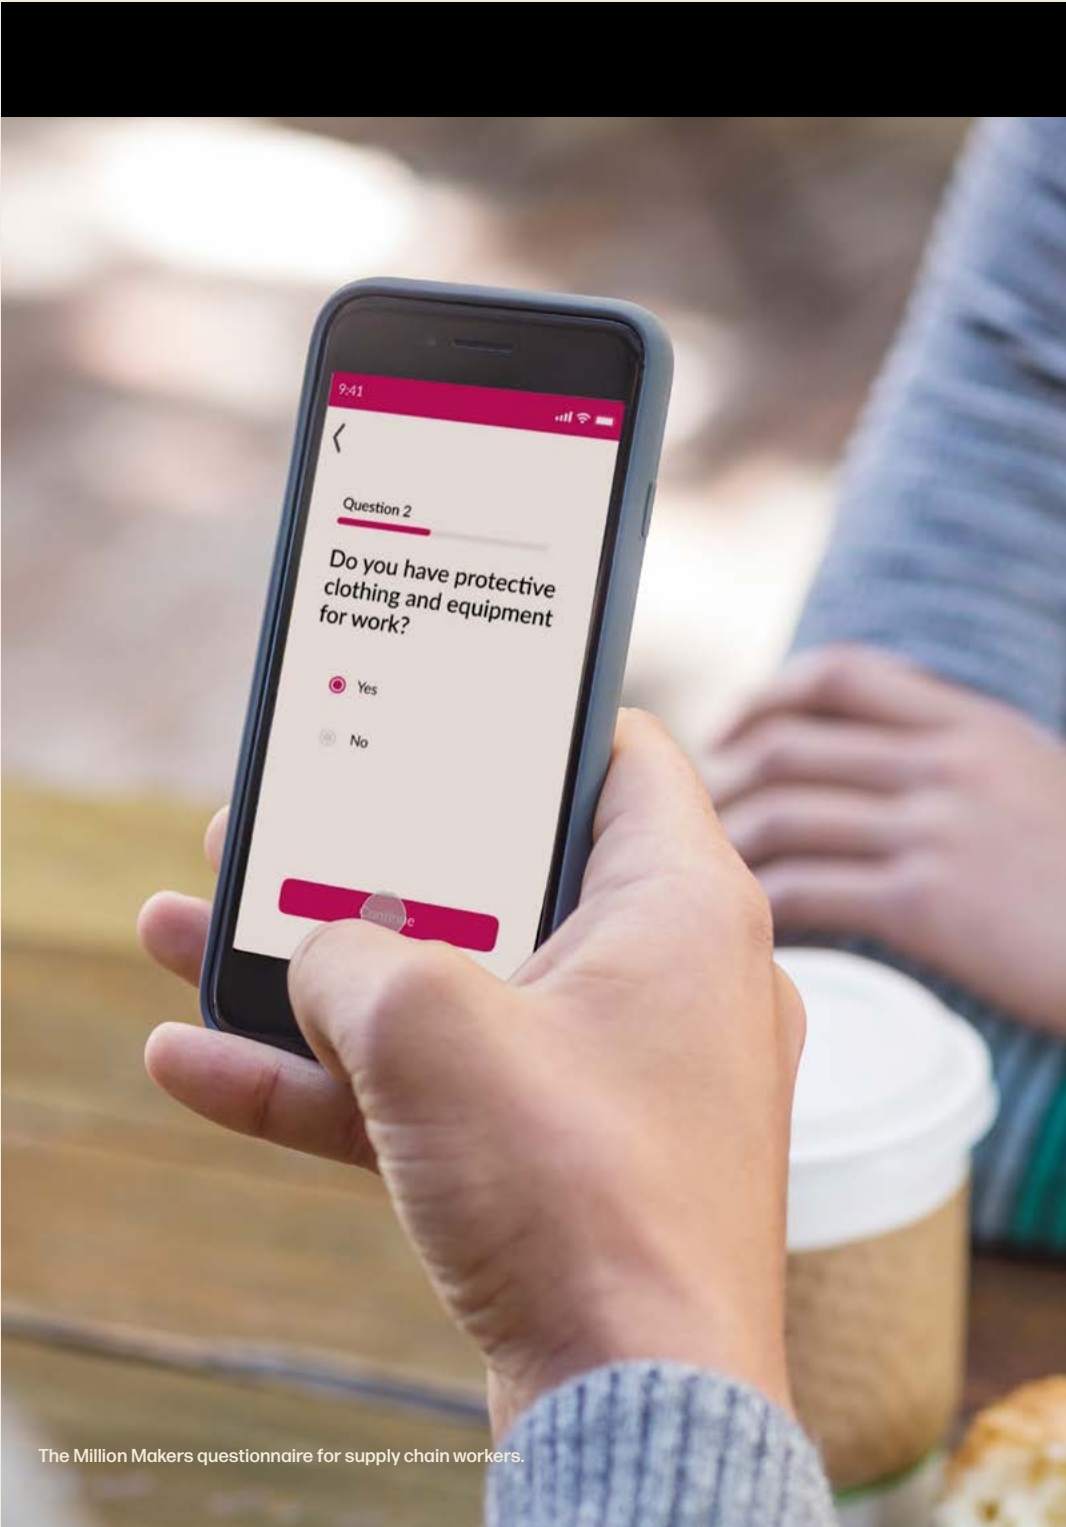 9:41
Question 2
Do you have protective
clothing and equipment
for work?
Yes
No
Continue
The Million Makers questionnaire for supply chain workers.